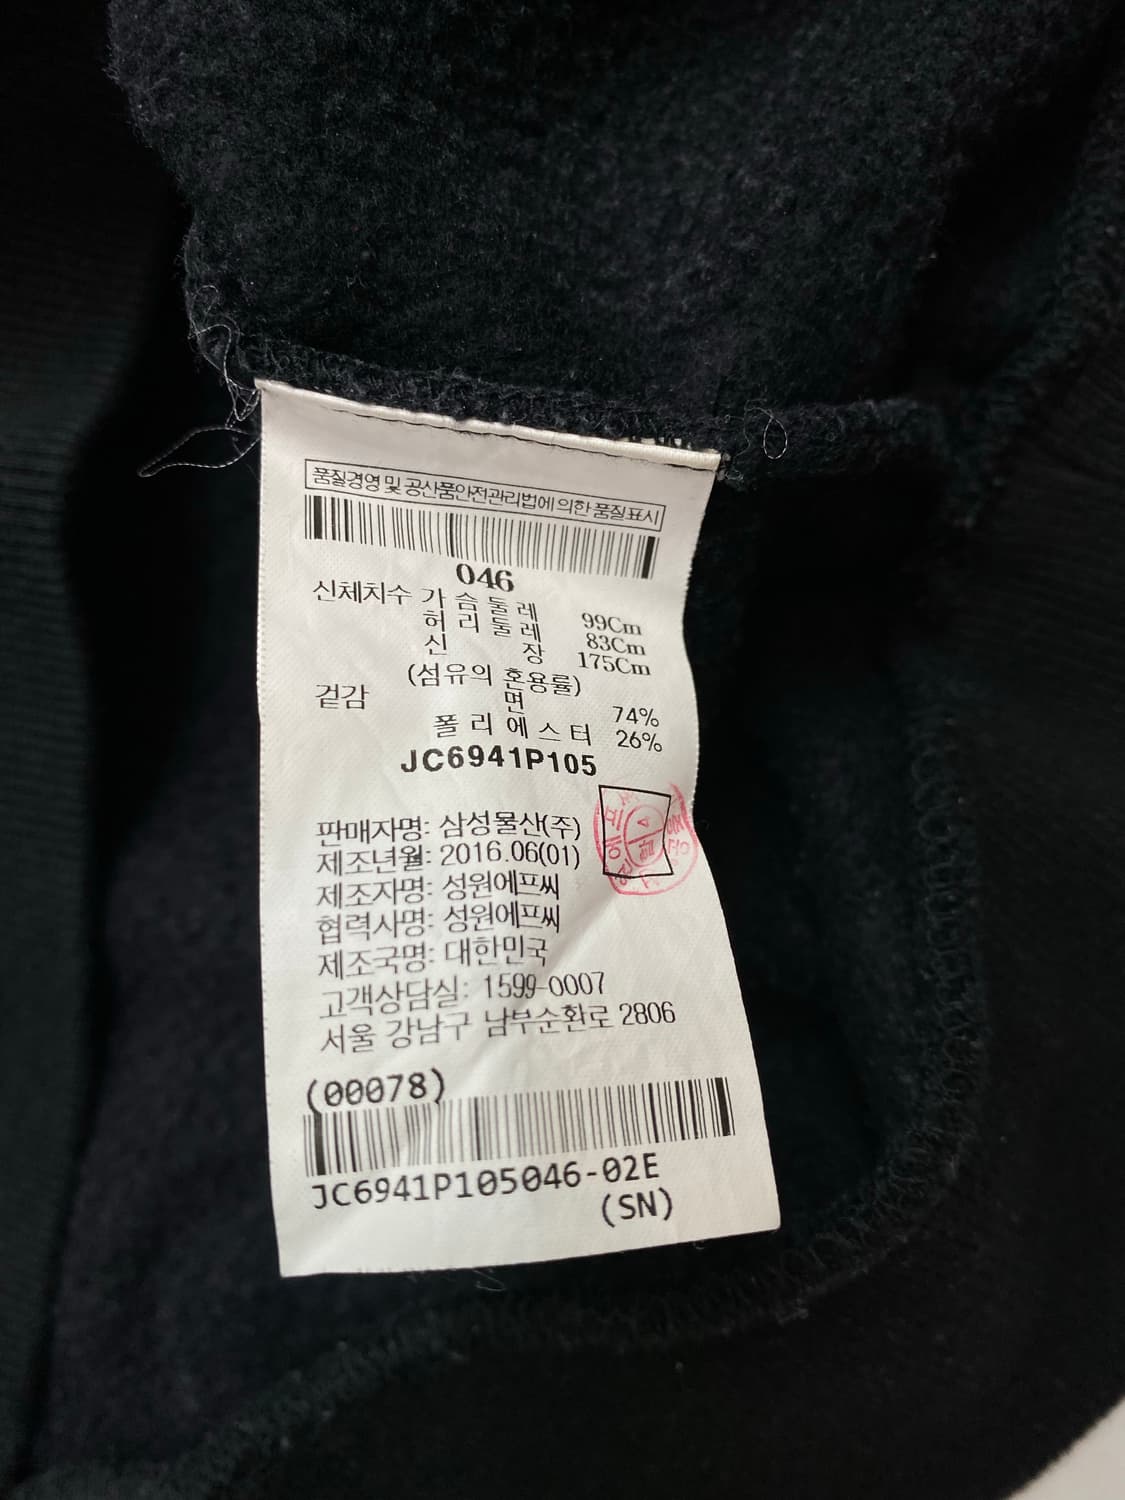 품질경영 및 공산품안전관리법에 의한 품질표시
046
신체치수 가슴둘레 99Cm
허리둘레 83Cm
신장 175Cm
(섬유의 혼용률)
겉감 면 74%
폴리에스터 26%
JC6941P105
판매자명: 삼성물산(주)
제조년월: 2016.06(01)
제조자명: 성원에프씨
협력사명: 성원에프씨
제조국명: 대한민국
고객상담실: 1599-0007
서울 강남구 남부순환로 2806
(00078)
JC6941P105046-02E
(SN)